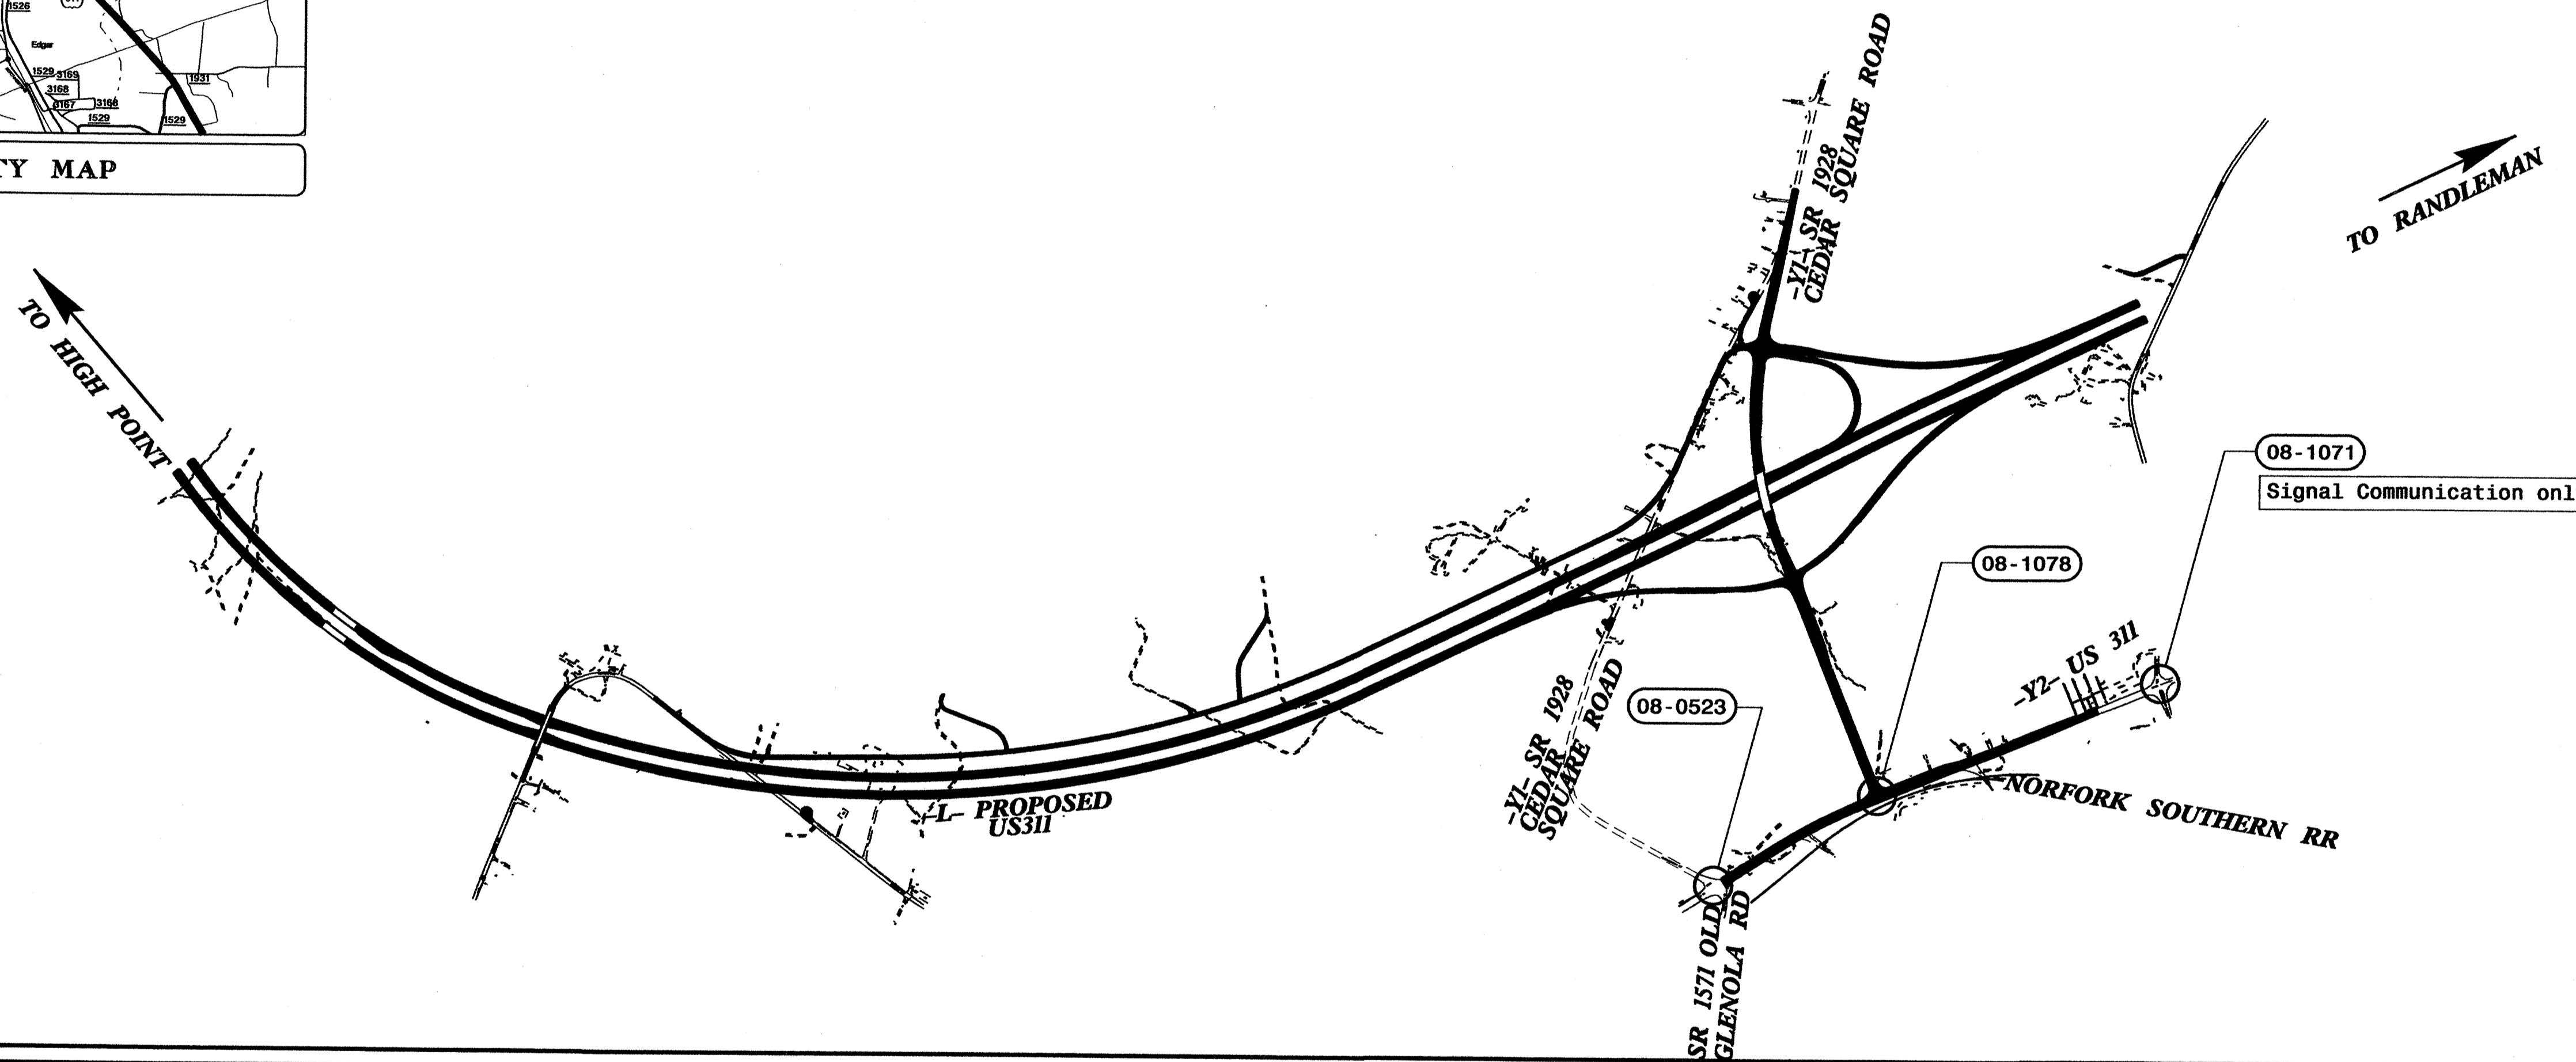 1526
Edgar
1529
3169
3168
3167
3168
1529
1529
1931
TY MAP
TO HIGH POINT
-L- PROPOSED
US311
-Y1- SR 1928
CEDAR SQUARE ROAD
TO RANDLEMAN
08-1071
Signal Communication onl
08-1078
-Y2- US 311
08-0523
-Y1- SR 1928
CEDAR
SQUARE ROAD
NORFORK SOUTHERN RR
SR 1571 OLD
GLENOLA RD